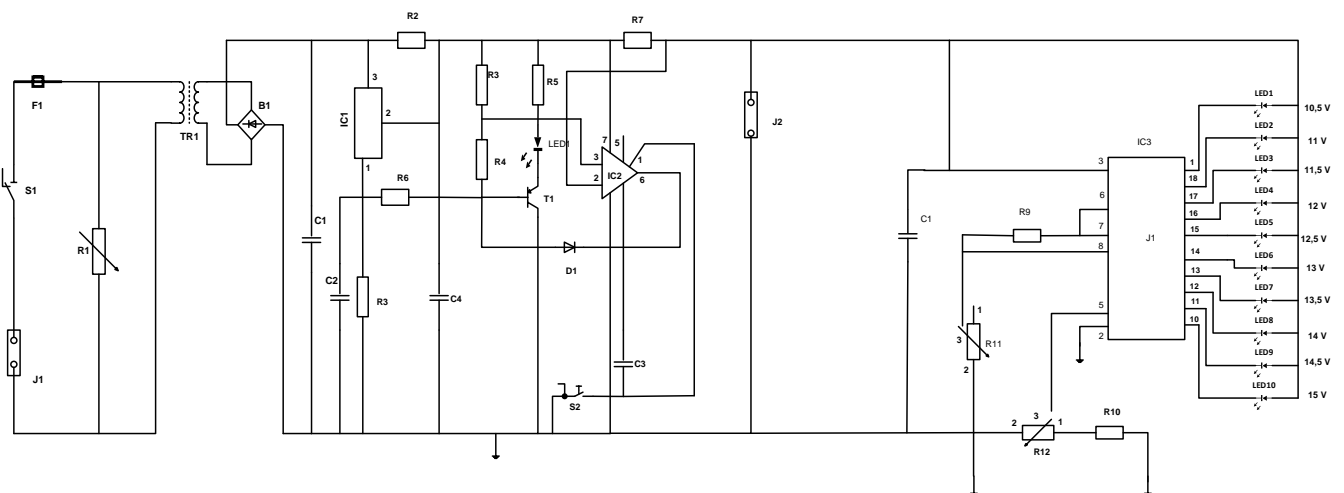 F1
S1
J1
R1
TR1
B1
C1
R2
3
IC1
2
1
R6
C2
R3
C4
R3
R4
R5
LED1
T1
D1
7
5
3
2
IC2
1
6
C3
S2
R7
J2
C1
R9
1
3
R11
2
3
2
1
R12
R10
IC3
3
6
7
8
5
2
J1
1
18
17
16
15
14
13
12
11
10
LED1
10,5 V
LED2
11 V
LED3
11,5 V
LED4
12 V
LED5
12,5 V
LED6
13 V
LED7
13,5 V
LED8
14 V
LED9
14,5 V
LED10
15 V